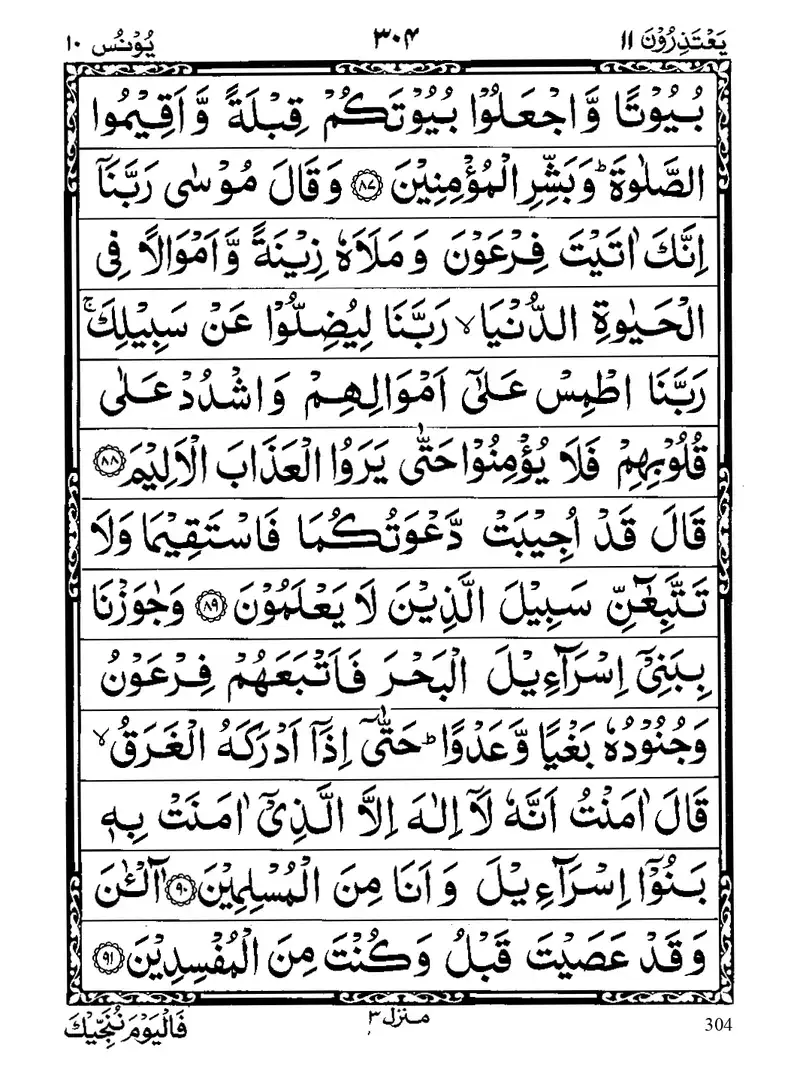 یَعْتَذِرُوْنَ ۱۱
۳۰۴
یُوْنُس ۱۰
بُیُوْتًا وَّاجْعَلُوْا بُیُوْتَكُمْ قِبْلَةً وَّاَقِیْمُوا
الصَّلٰوةَ ؕ وَبَشِّرِ الْمُؤْمِنِیْنَ ﴿۸۷﴾ وَقَالَ مُوْسٰی رَبَّنَاۤ
اِنَّكَ اٰتَیْتَ فِرْعَوْنَ وَمَلَاَهٗ زِیْنَةً وَّاَمْوَالًا فِی
الْحَیٰوةِ الدُّنْیَا ۙ رَبَّنَا لِیُضِلُّوْا عَنْ سَبِیْلِكَ ۚ
رَبَّنَا اطْمِسْ عَلٰۤی اَمْوَالِهِمْ وَاشْدُدْ عَلٰی
قُلُوْبِهِمْ فَلَا یُؤْمِنُوْا حَتّٰی یَرَوُا الْعَذَابَ الْاَلِیْمَ ﴿۸۸﴾
قَالَ قَدْ اُجِیْبَتْ دَّعْوَتُكُمَا فَاسْتَقِیْمَا وَلَا
تَتَّبِعٰٓنِّ سَبِیْلَ الَّذِیْنَ لَا یَعْلَمُوْنَ ﴿۸۹﴾ وَجٰوَزْنَا
بِبَنِیْۤ اِسْرَآءِیْلَ الْبَحْرَ فَاَتْبَعَهُمْ فِرْعَوْنُ
وَجُنُوْدُهٗ بَغْیًا وَّعَدْوًا ؕ حَتّٰۤی اِذَاۤ اَدْرَكَهُ الْغَرَقُ ۙ
قَالَ اٰمَنْتُ اَنَّهٗ لَاۤ اِلٰهَ اِلَّا الَّذِیْۤ اٰمَنَتْ بِهٖ
بَنُوْۤا اِسْرَآءِیْلَ وَاَنَا مِنَ الْمُسْلِمِیْنَ ﴿۹۰﴾ آٰلْـٰٔنَ
وَقَدْ عَصَیْتَ قَبْلُ وَكُنْتَ مِنَ الْمُفْسِدِیْنَ ﴿۹۱﴾
304
منزل ۳
فَالْیَوْمَ نُنَجِّیْكَ